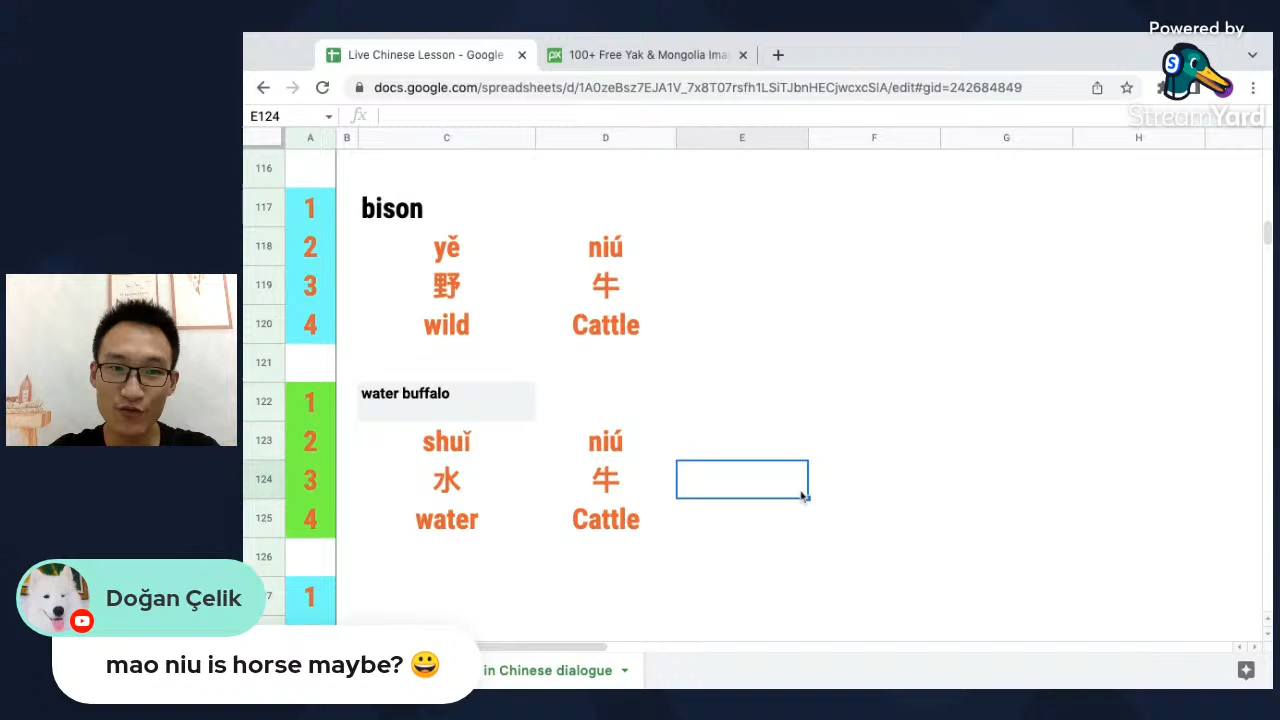 Powered by
StreamYard
Live Chinese Lesson - Google
100+ Free Yak & Mongolia Ima
docs.google.com/spreadsheets/d/1A0zeBsz7EJA1V_7x8T07rsfh1LSiTJbnHECjwcxcSIA/edit#gid=242684849
E124
fx
A B C D E F G H
116
117 1 bison
118 2 yě niú
119 3 野 牛
120 4 wild Cattle
121
122 1 water buffalo
123 2 shuǐ niú
124 3 水 牛
125 4 water Cattle
126
7 1
in Chinese dialogue
Doğan Çelik
mao niu is horse maybe? 😀